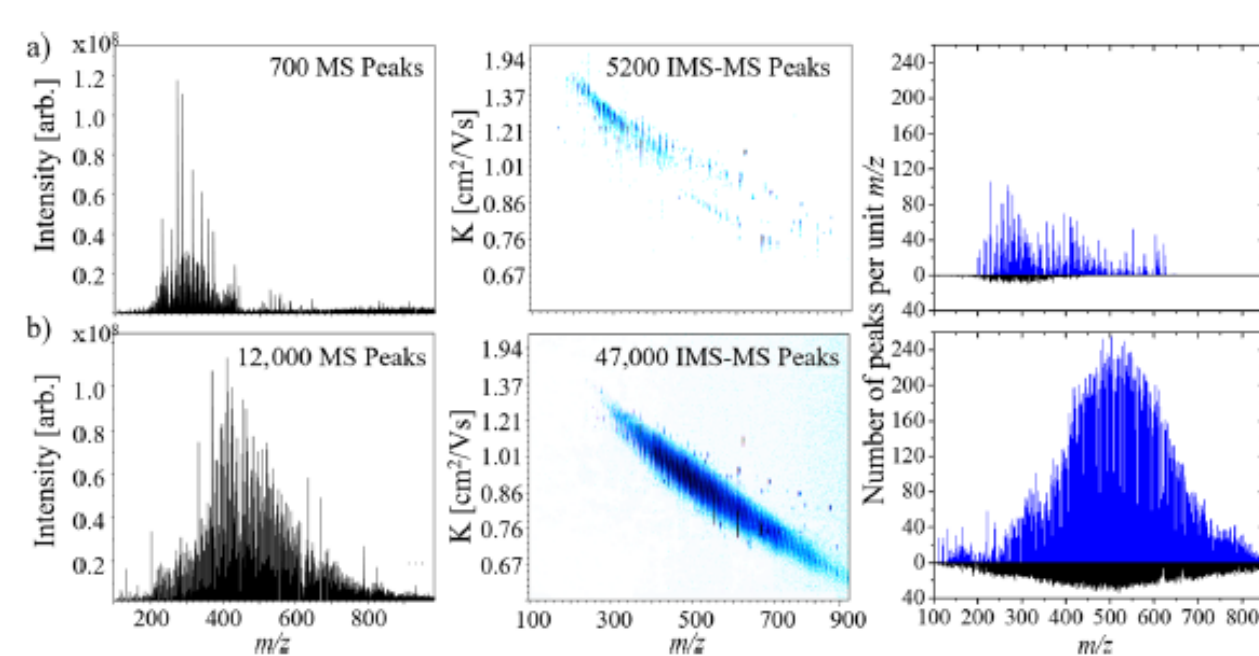 a)
x10⁸
Intensity [arb.]
1.2
1.0
0.8
0.6
0.4
0.2
700 MS Peaks
K [cm²/Vs]
1.94
1.37
1.21
1.01
0.86
0.76
0.67
5200 IMS-MS Peaks
Number of peaks per unit m/z
240
200
160
120
80
40
0
40
b)
x10⁸
Intensity [arb.]
1.0
0.8
0.6
0.4
0.2
12,000 MS Peaks
200 400 600 800
m/z
K [cm²/Vs]
1.94
1.37
1.21
1.01
0.86
0.76
0.67
47,000 IMS-MS Peaks
100 300 500 700 900
m/z
240
200
160
120
80
40
0
40
100 200 300 400 500 600 700 800
m/z